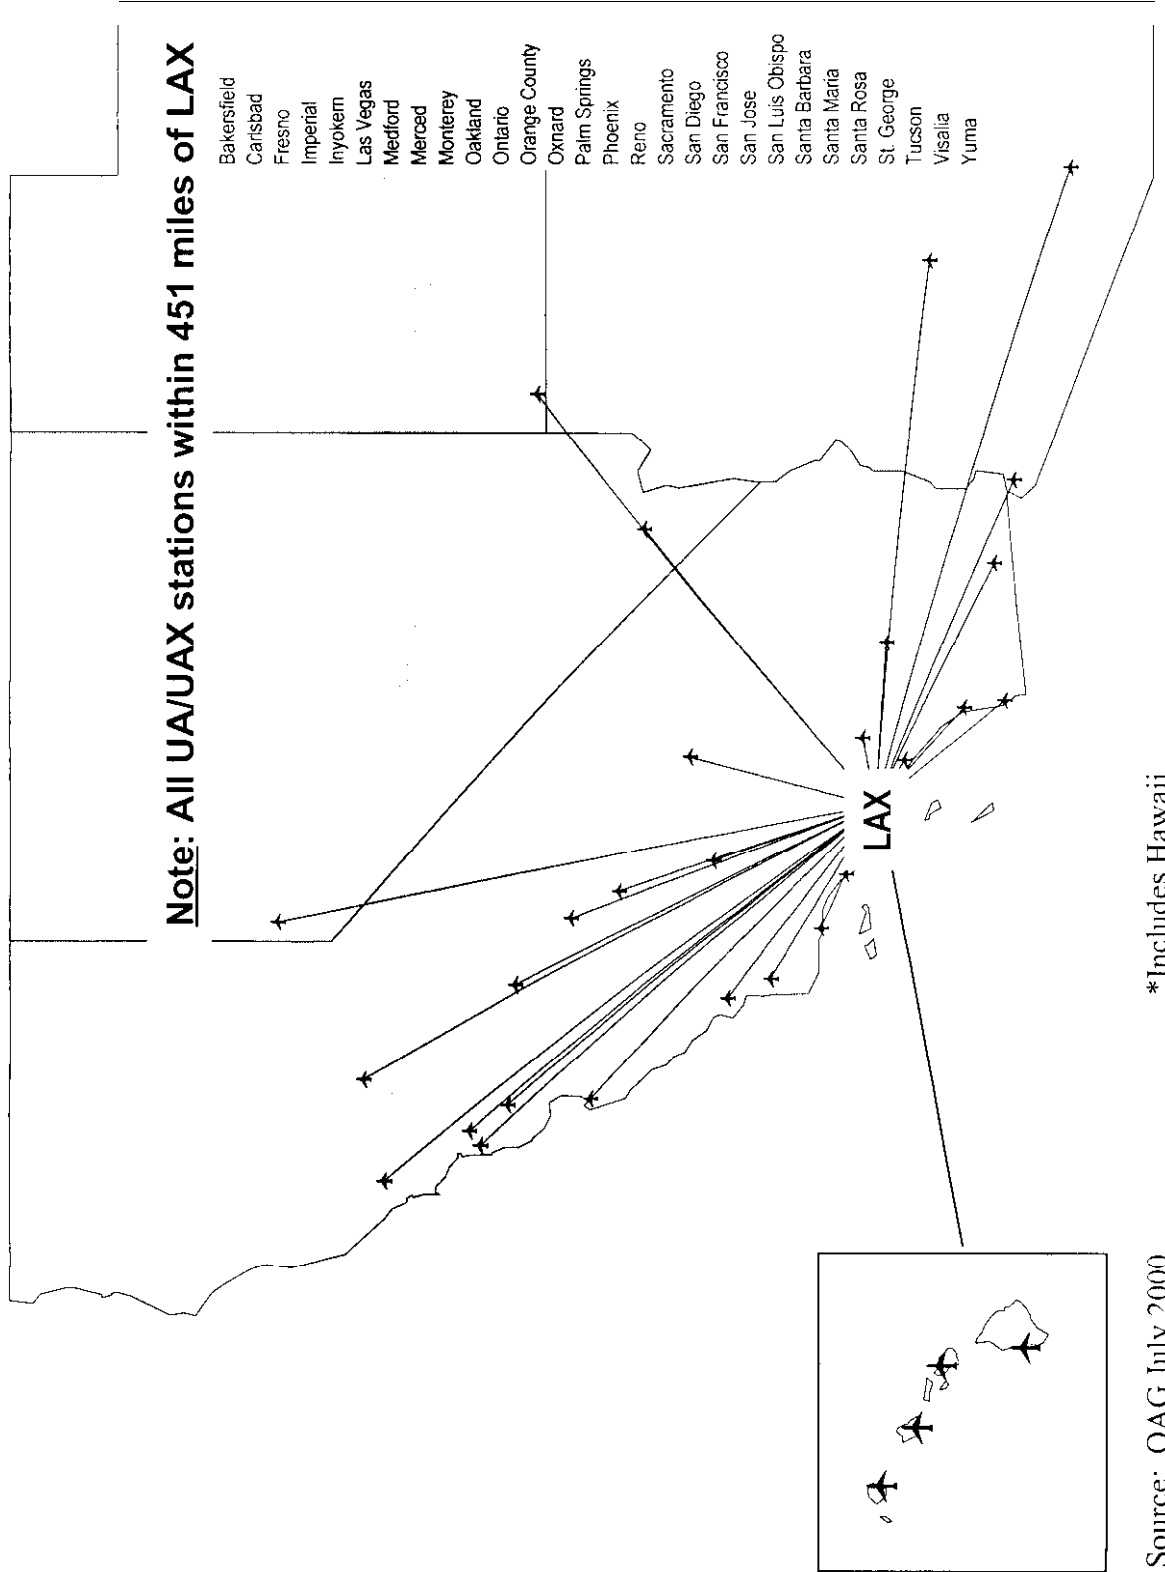 Note: All UA/UAX stations within 451 miles of LAX
Bakersfield
Carlsbad
Fresno
Imperial
Inyokern
Las Vegas
Medford
Merced
Monterey
Oakland
Ontario
Orange County
Oxnard
Palm Springs
Phoenix
Reno
Sacramento
San Diego
San Francisco
San Jose
San Luis Obispo
Santa Barbara
Santa Maria
Santa Rosa
St. George
Tucson
Visalia
Yuma
LAX
*Includes Hawaii
Source: OAG July 2000